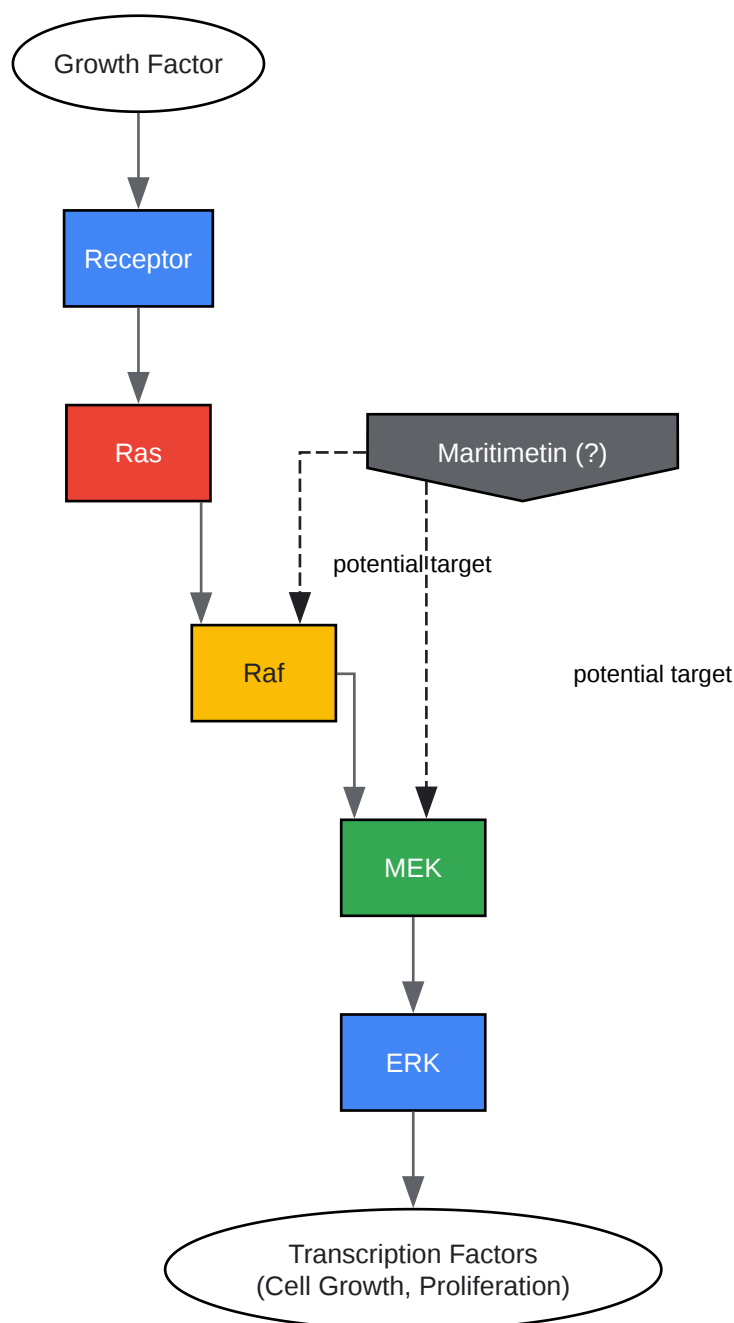 Growth Factor
Receptor
Ras
Maritimetin (?)
potential target
Raf
potential target
MEK
ERK
Transcription Factors
(Cell Growth, Proliferation)